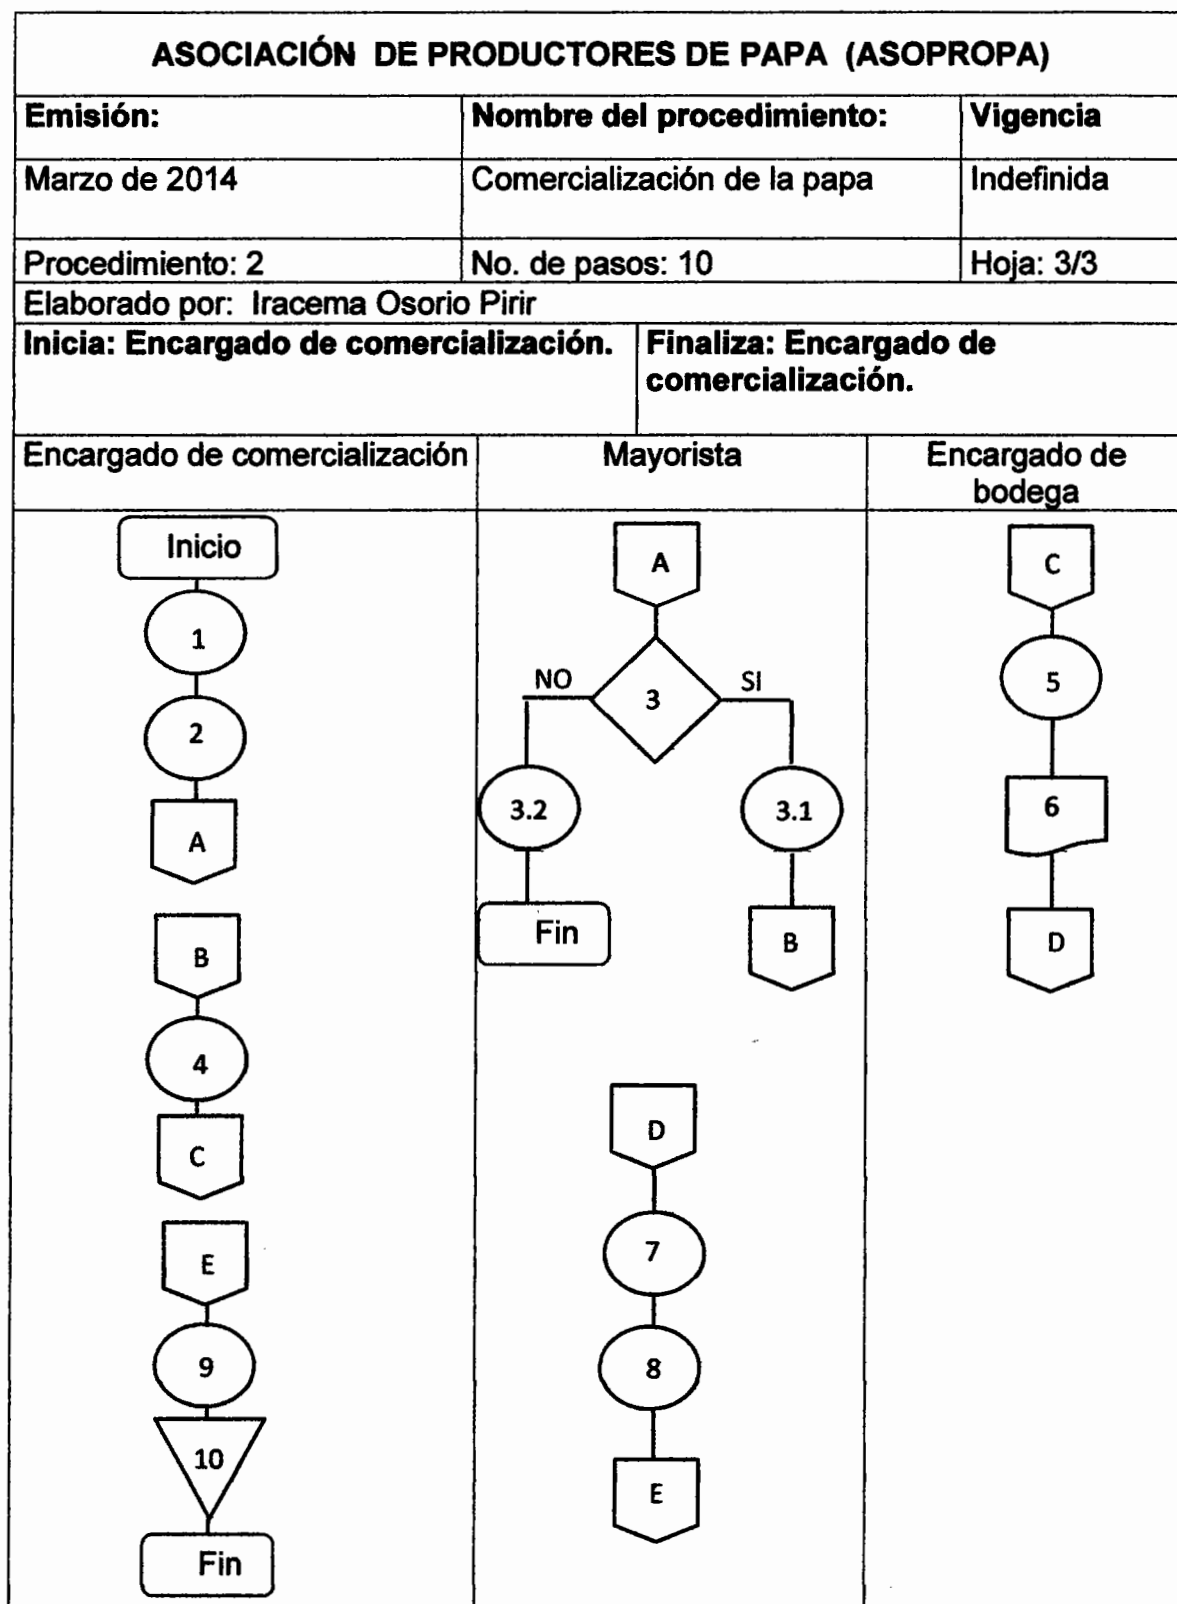 ASOCIACIÓN DE PRODUCTORES DE PAPA (ASOPROPA)
Emisión:
Nombre del procedimiento:
Vigencia
Marzo de 2014
Comercialización de la papa
Indefinida
Procedimiento: 2
No. de pasos: 10
Hoja: 3/3
Elaborado por: Iracema Osorio Pirir
Inicia: Encargado de comercialización.
Finaliza: Encargado de
comercialización.
Encargado de comercialización
Mayorista
Encargado de
bodega
Inicio
1
2
A
B
4
C
E
9
10
Fin
A
NO
3
SI
3.2
3.1
Fin
B
D
7
8
E
C
5
6
D